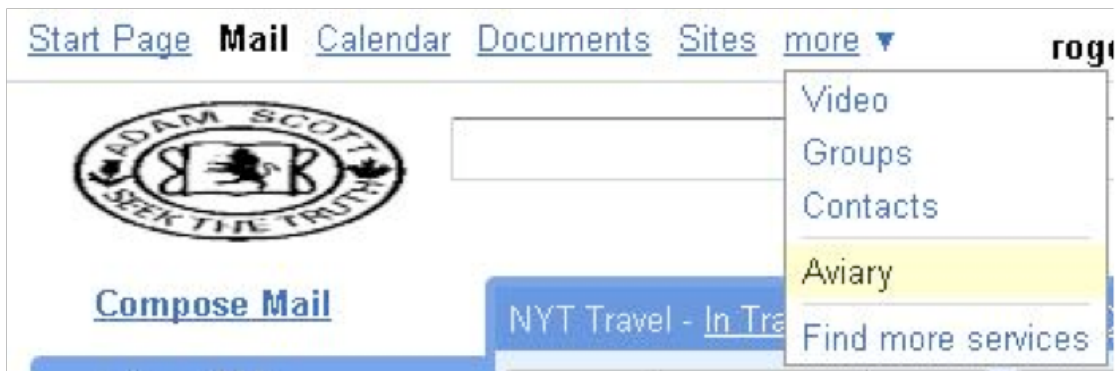 Start Page Mail Calendar Documents Sites more ▼
Video
Groups
Contacts
Aviary
Find more services
ADAM SCOTT
SEEK THE TRUTH
Compose Mail
NYT Travel - In